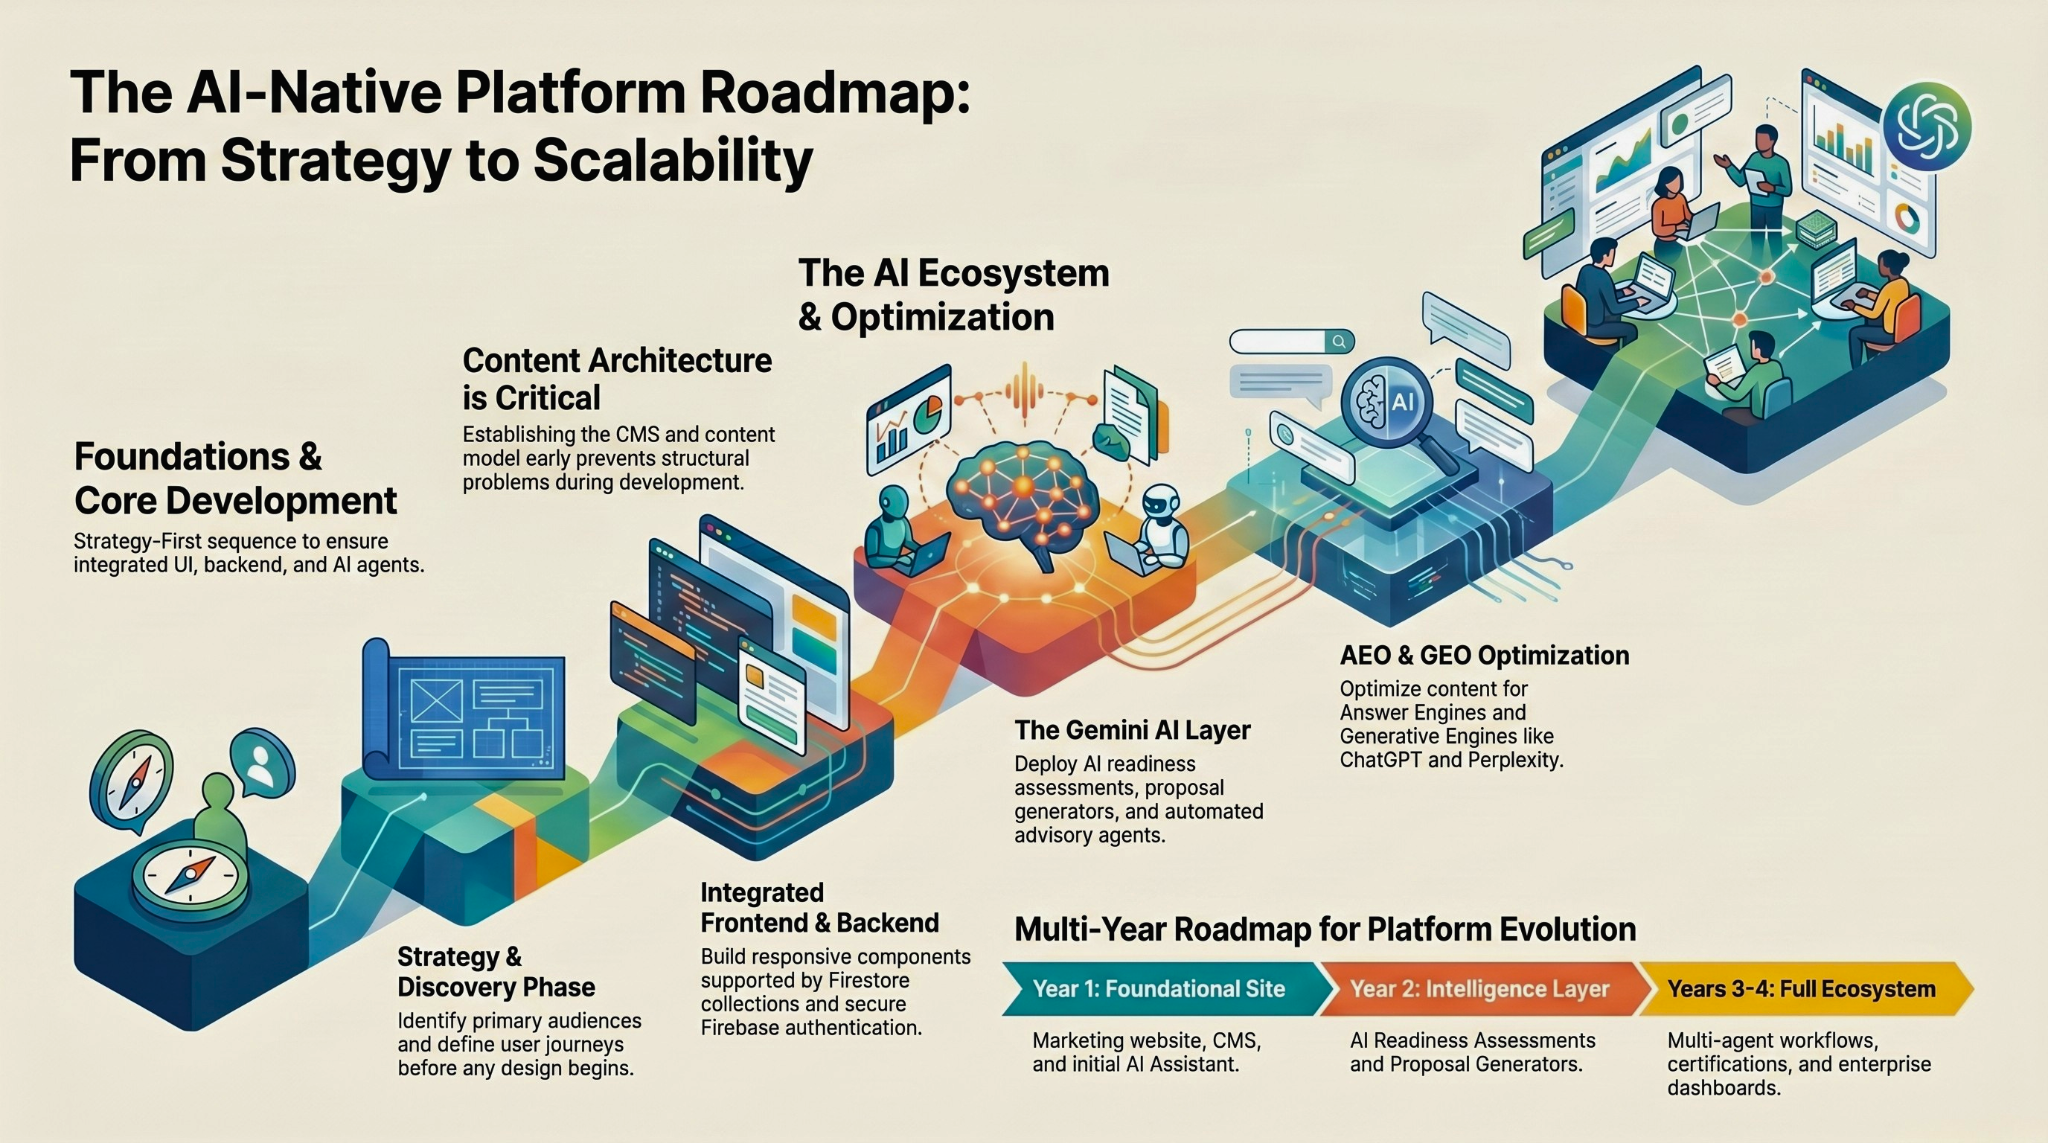 The AI-Native Platform Roadmap:
From Strategy to Scalability
Foundations &
Core Development
Strategy-First sequence to ensure
integrated UI, backend, and AI agents.
Content Architecture
is Critical
Establishing the CMS and content
model early prevents structural
problems during development.
The AI Ecosystem
& Optimization
AI
Strategy &
Discovery Phase
Identify primary audiences
and define user journeys
before any design begins.
Integrated
Frontend & Backend
Build responsive components
supported by Firestore
collections and secure
Firebase authentication.
The Gemini AI Layer
Deploy AI readiness
assessments, proposal
generators, and automated
advisory agents.
AEO & GEO Optimization
Optimize content for
Answer Engines and
Generative Engines like
ChatGPT and Perplexity.
Multi-Year Roadmap for Platform Evolution
Year 1: Foundational Site
Marketing website, CMS,
and initial AI Assistant.
Year 2: Intelligence Layer
AI Readiness Assessments
and Proposal Generators.
Years 3-4: Full Ecosystem
Multi-agent workflows,
certifications, and enterprise
dashboards.